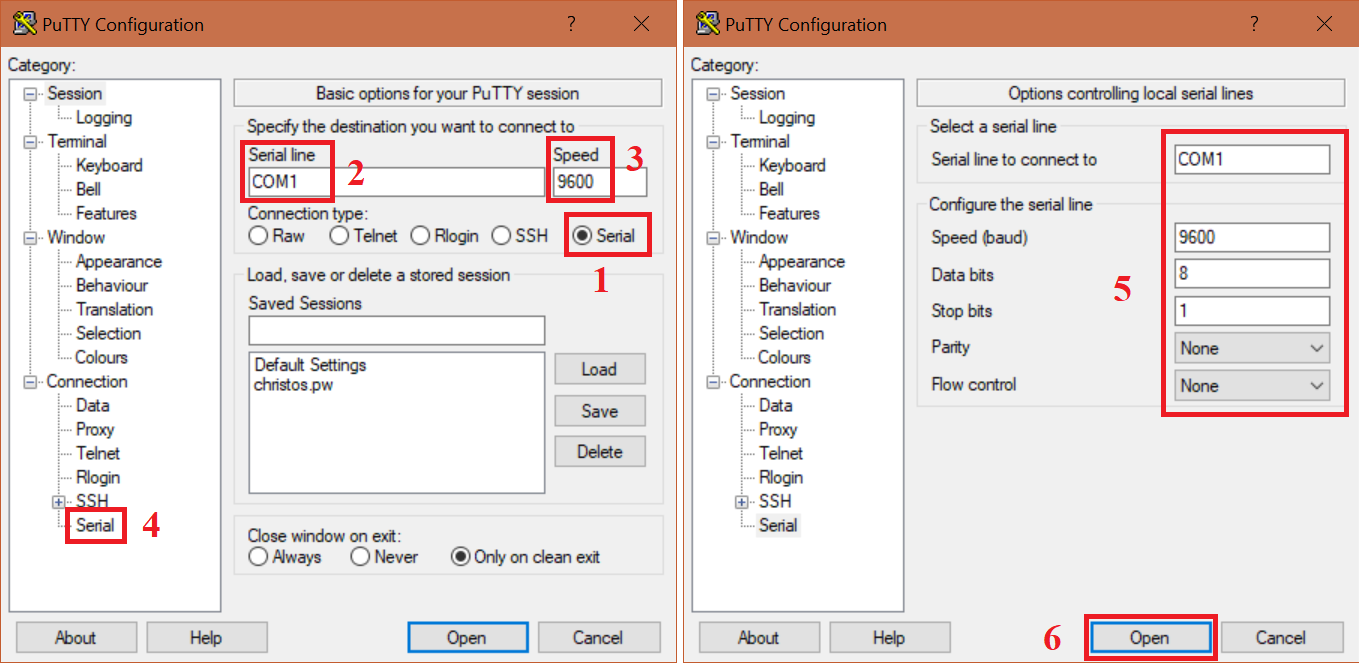 PuTTY Configuration ?
Category:
Session
Logging
Terminal
Keyboard
Bell
Features
Window
Appearance
Behaviour
Translation
Selection
Colours
Connection
Data
Proxy
Telnet
Rlogin
SSH
Serial 4
Basic options for your PuTTY session
Specify the destination you want to connect to
Serial line 2 Speed 3
COM1 9600
Connection type:
Raw Telnet Rlogin SSH Serial
1
Load, save or delete a stored session
Saved Sessions
Default Settings
christos.pw
Load
Save
Delete
Close window on exit:
Always Never Only on clean exit
About Help Open Cancel
PuTTY Configuration ?
Category:
Session
Logging
Terminal
Keyboard
Bell
Features
Window
Appearance
Behaviour
Translation
Selection
Colours
Connection
Data
Proxy
Telnet
Rlogin
SSH
Serial
Options controlling local serial lines
Select a serial line
Serial line to connect to COM1
Configure the serial line
Speed (baud) 9600
Data bits 5 8
Stop bits 1
Parity None
Flow control None
About Help 6 Open Cancel